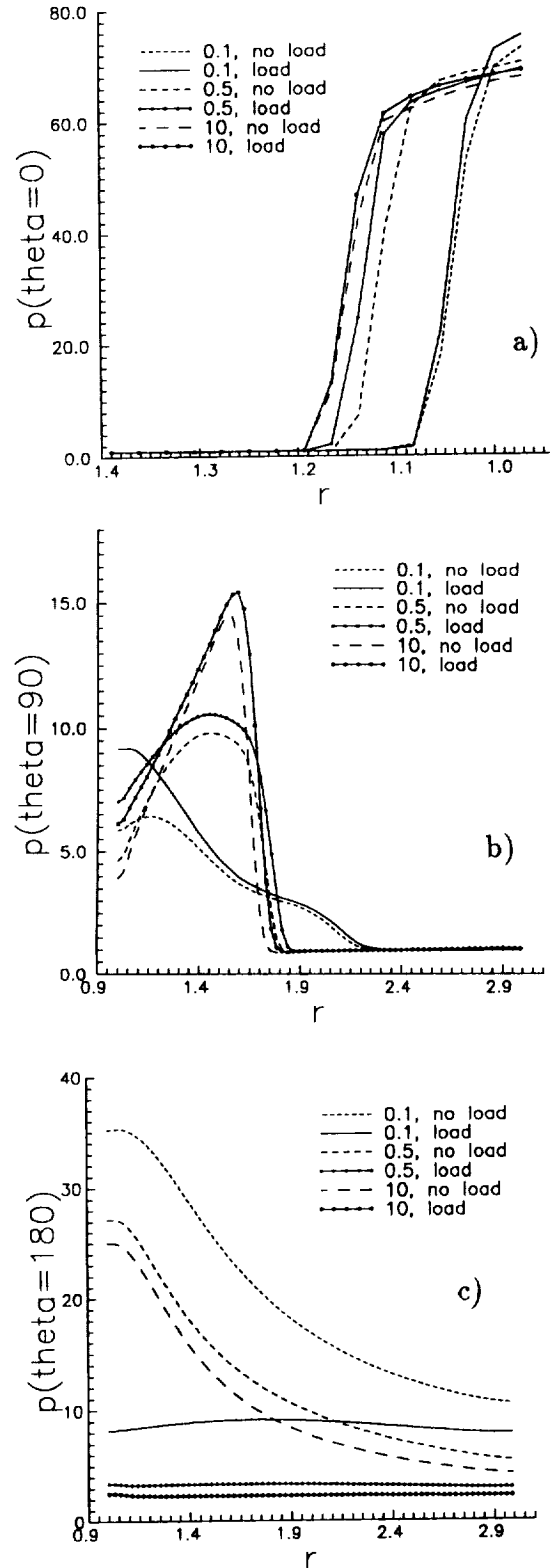 80.0
60.0
40.0
20.0
0.0
p(theta=0)
0.1, no load
0.1, load
0.5, no load
0.5, load
10, no load
10, load
a)
1.4
1.3
1.2
1.1
1.0
r
15.0
10.0
5.0
0.0
p(theta=90)
0.1, no load
0.1, load
0.5, no load
0.5, load
10, no load
10, load
b)
0.9
1.4
1.9
2.4
2.9
r
40
30
20
10
0
p(theta=180)
0.1, no load
0.1, load
0.5, no load
0.5, load
10, no load
10, load
c)
0.9
1.4
1.9
2.4
2.9
r